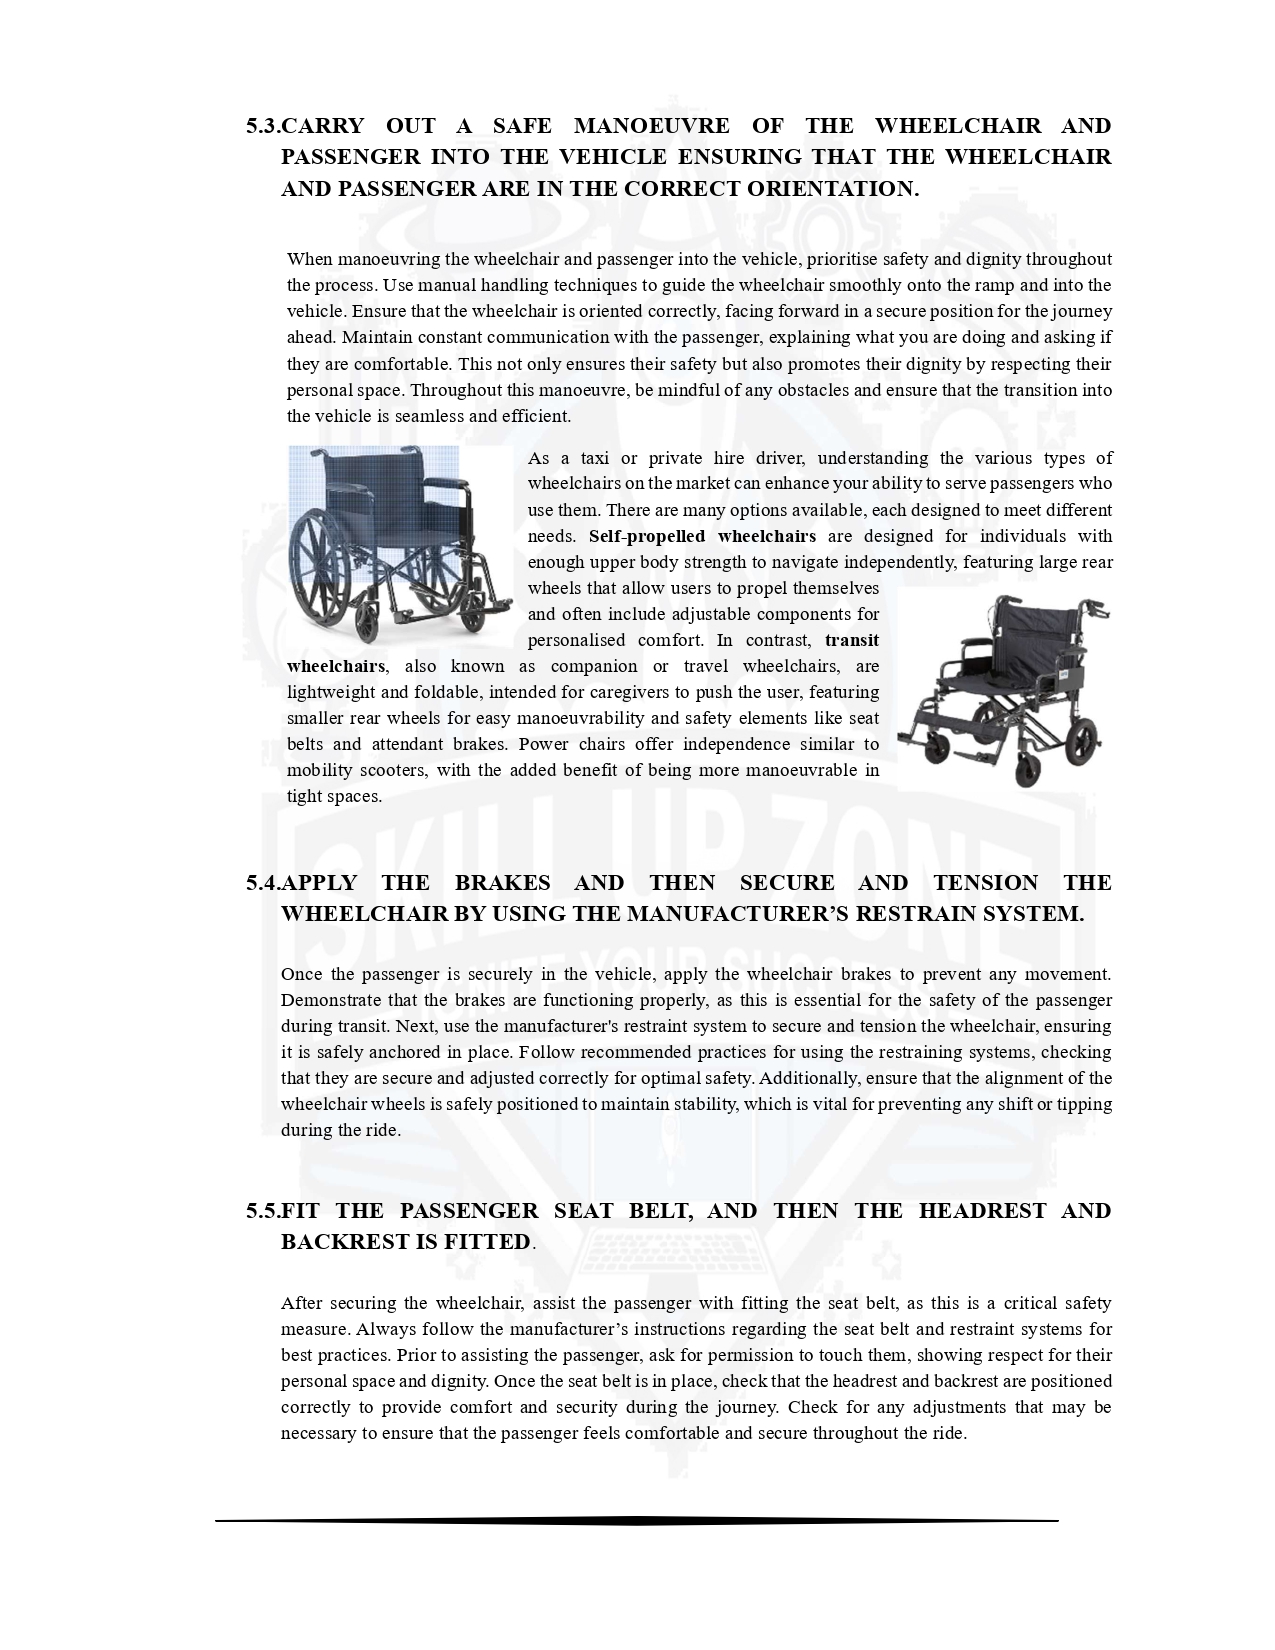 5.3.CARRY OUT A SAFE MANOEUVRE OF THE WHEELCHAIR AND
PASSENGER INTO THE VEHICLE ENSURING THAT THE WHEELCHAIR
AND PASSENGER ARE IN THE CORRECT ORIENTATION.
When manoeuvring the wheelchair and passenger into the vehicle, prioritise safety and dignity throughout
the process. Use manual handling techniques to guide the wheelchair smoothly onto the ramp and into the
vehicle. Ensure that the wheelchair is oriented correctly, facing forward in a secure position for the journey
ahead. Maintain constant communication with the passenger, explaining what you are doing and asking if
they are comfortable. This not only ensures their safety but also promotes their dignity by respecting their
personal space. Throughout this manoeuvre, be mindful of any obstacles and ensure that the transition into
the vehicle is seamless and efficient.
As a taxi or private hire driver, understanding the various types of
wheelchairs on the market can enhance your ability to serve passengers who
use them. There are many options available, each designed to meet different
needs. Self-propelled wheelchairs are designed for individuals with
enough upper body strength to navigate independently, featuring large rear
wheels that allow users to propel themselves
and often include adjustable components for
personalised comfort. In contrast, transit
wheelchairs, also known as companion or travel wheelchairs, are
lightweight and foldable, intended for caregivers to push the user, featuring
smaller rear wheels for easy manoeuvrability and safety elements like seat
belts and attendant brakes. Power chairs offer independence similar to
mobility scooters, with the added benefit of being more manoeuvrable in
tight spaces.
SKILL UP ZONE
IGNITE YOUR SUCCESS
5.4.APPLY THE BRAKES AND THEN SECURE AND TENSION THE
WHEELCHAIR BY USING THE MANUFACTURER’S RESTRAIN SYSTEM.
Once the passenger is securely in the vehicle, apply the wheelchair brakes to prevent any movement.
Demonstrate that the brakes are functioning properly, as this is essential for the safety of the passenger
during transit. Next, use the manufacturer's restraint system to secure and tension the wheelchair, ensuring
it is safely anchored in place. Follow recommended practices for using the restraining systems, checking
that they are secure and adjusted correctly for optimal safety. Additionally, ensure that the alignment of the
wheelchair wheels is safely positioned to maintain stability, which is vital for preventing any shift or tipping
during the ride.
5.5.FIT THE PASSENGER SEAT BELT, AND THEN THE HEADREST AND
BACKREST IS FITTED.
After securing the wheelchair, assist the passenger with fitting the seat belt, as this is a critical safety
measure. Always follow the manufacturer’s instructions regarding the seat belt and restraint systems for
best practices. Prior to assisting the passenger, ask for permission to touch them, showing respect for their
personal space and dignity. Once the seat belt is in place, check that the headrest and backrest are positioned
correctly to provide comfort and security during the journey. Check for any adjustments that may be
necessary to ensure that the passenger feels comfortable and secure throughout the ride.